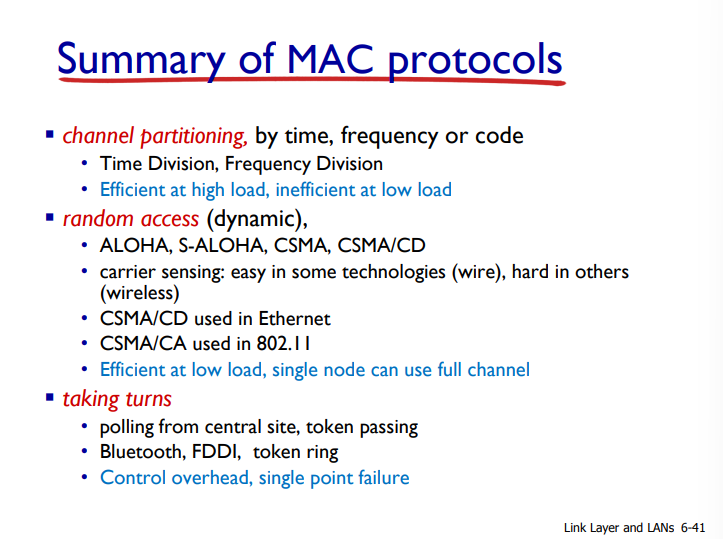 Summary of MAC protocols
▪ channel partitioning, by time, frequency or code
• Time Division, Frequency Division
• Efficient at high load, inefficient at low load
▪ random access (dynamic),
• ALOHA, S-ALOHA, CSMA, CSMA/CD
• carrier sensing: easy in some technologies (wire), hard in others
(wireless)
• CSMA/CD used in Ethernet
• CSMA/CA used in 802.11
• Efficient at low load, single node can use full channel
▪ taking turns
• polling from central site, token passing
• Bluetooth, FDDI, token ring
• Control overhead, single point failure
Link Layer and LANs 6-41